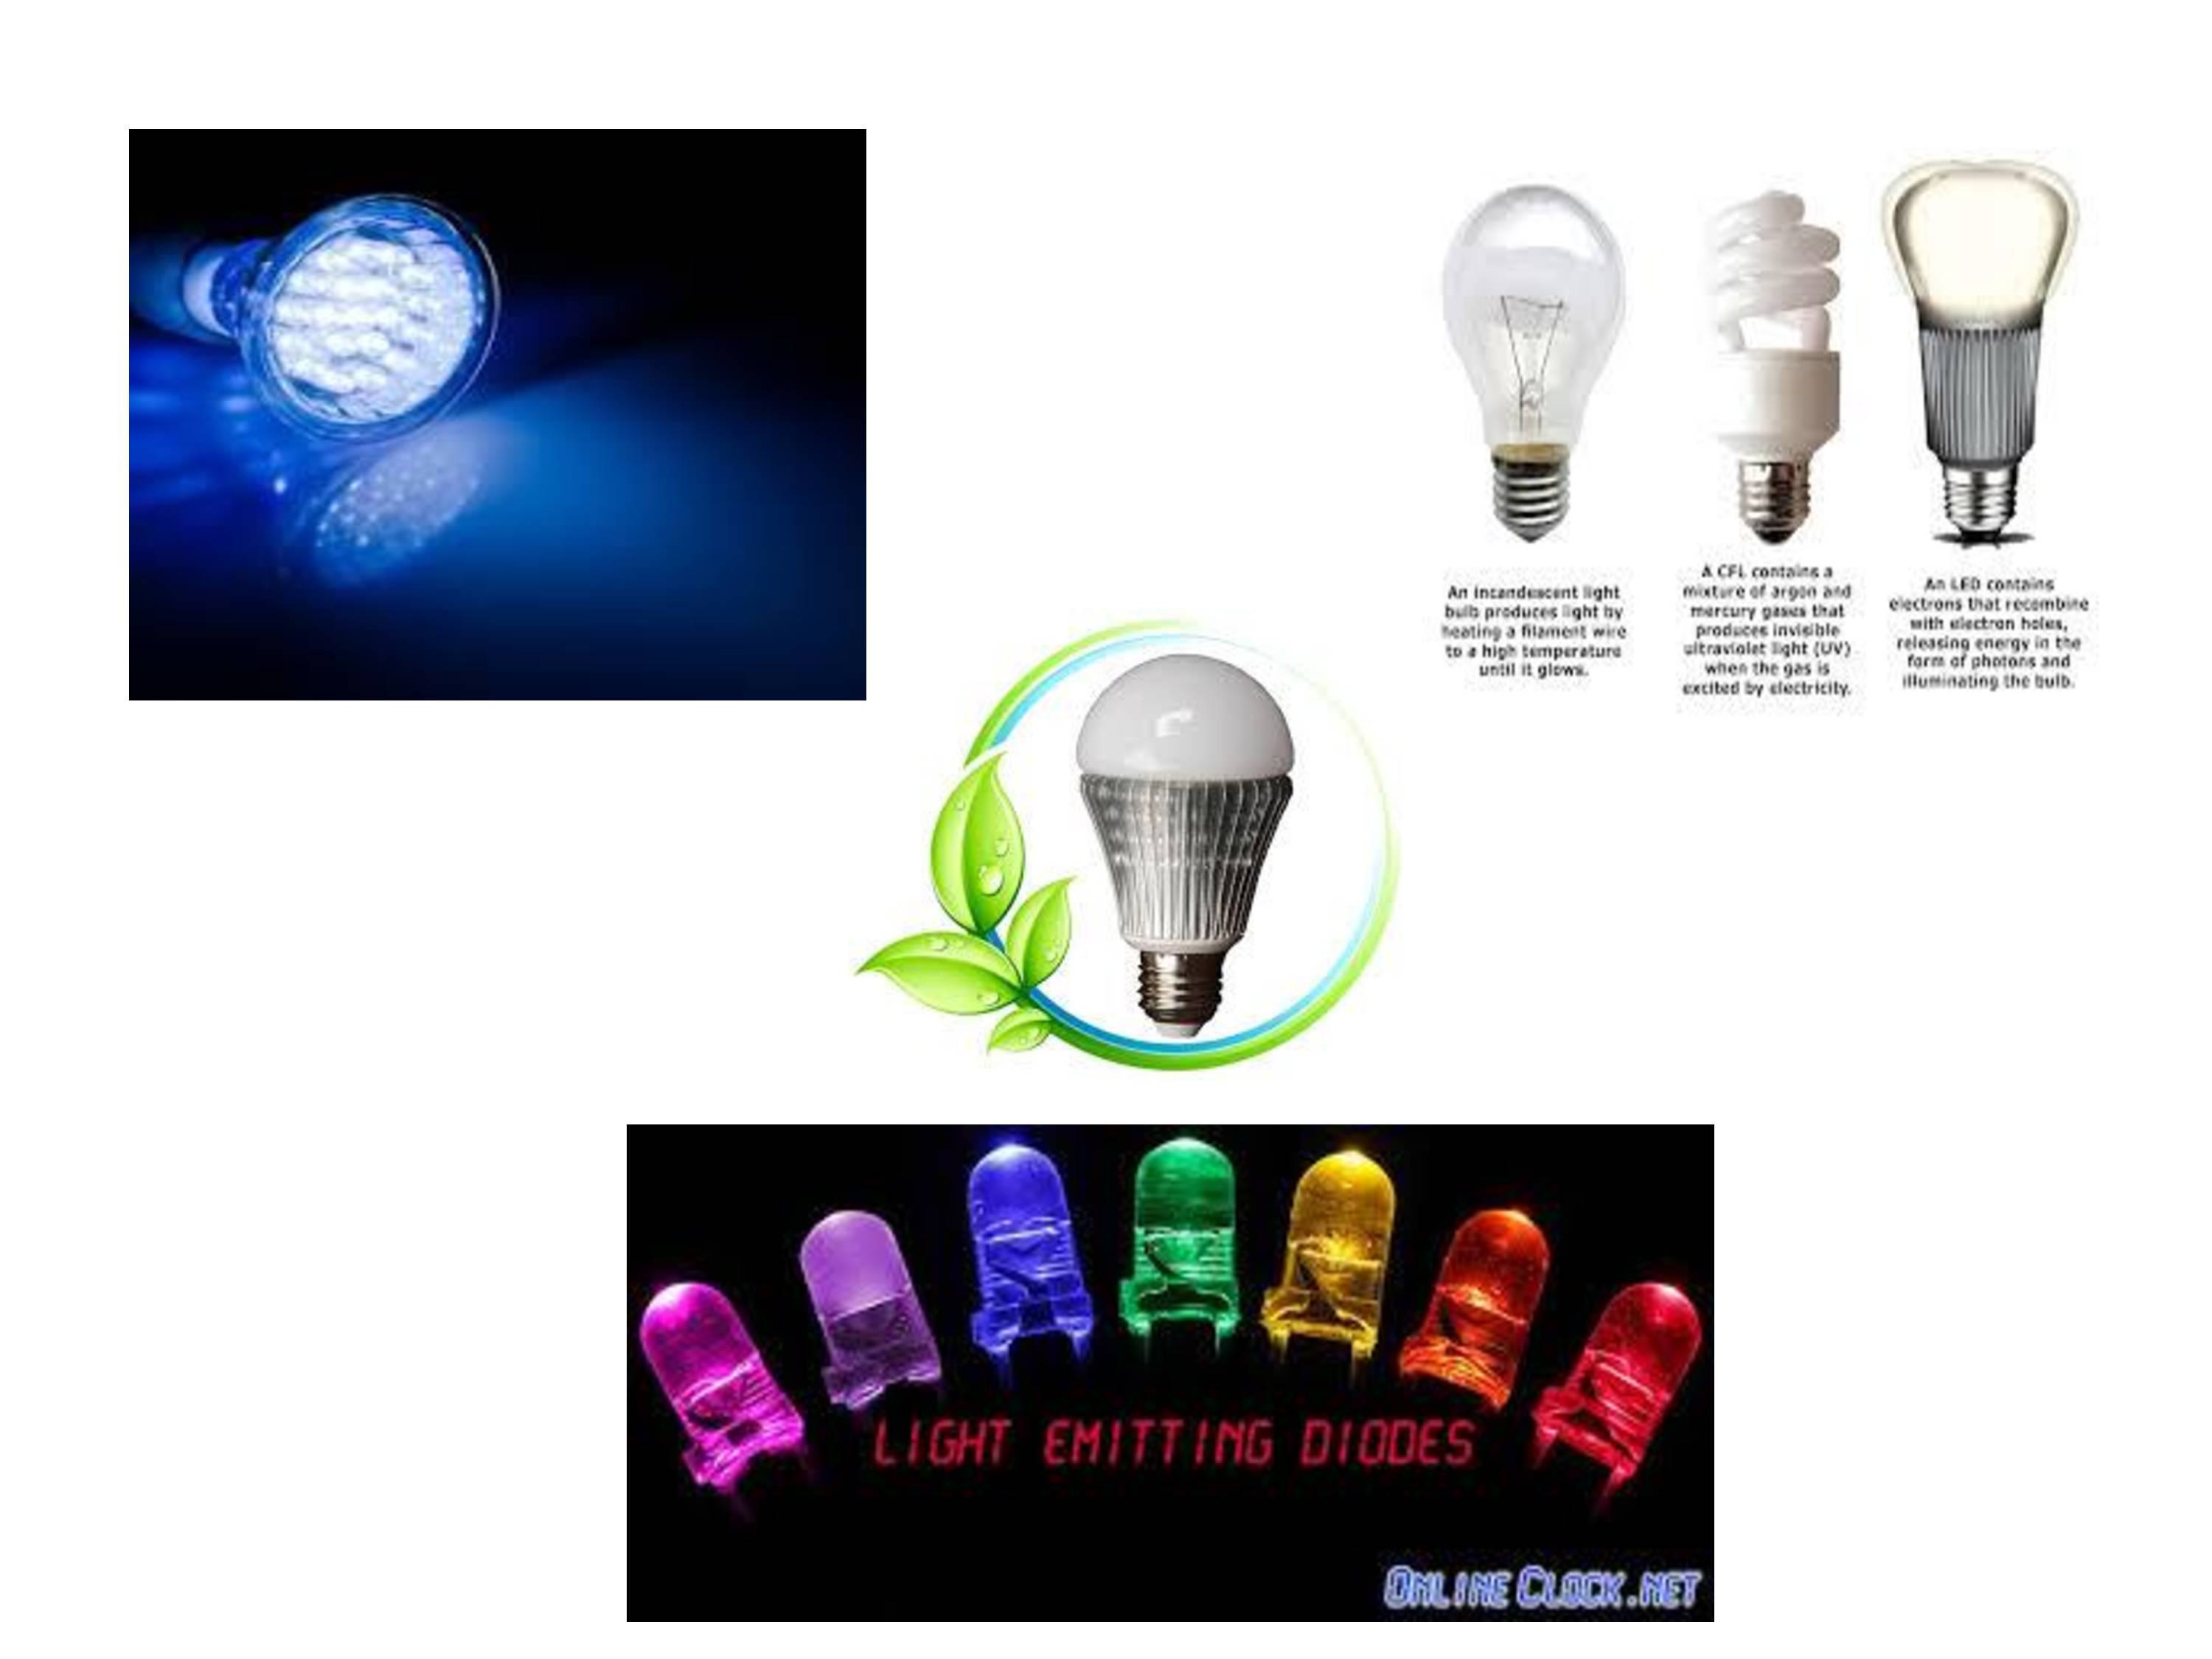 An incandescent light
bulb produces light by
heating a filament wire
to a high temperature
until it glows.
A CFL contains a
mixture of argon and
mercury gases that
produces invisible
ultraviolet light (UV)
when the gas is
excited by electricity.
An LED contains
electrons that recombine
with electron holes,
releasing energy in the
form of photons and
illuminating the bulb.
LIGHT EMITTING DIODES
ONLINE CLOCK.NET